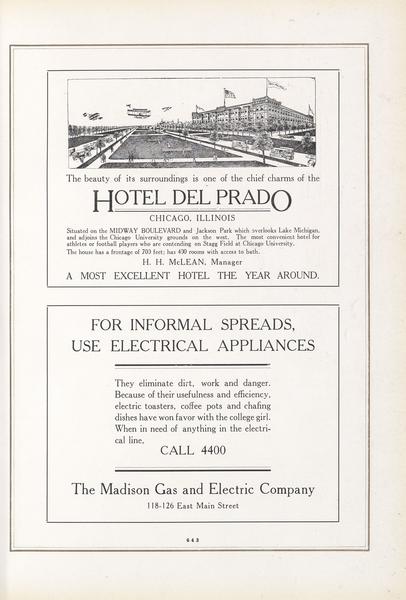 The beauty of its surroundings is one of the chief charms of the
HOTEL DEL PRADO
CHICAGO, ILLINOIS
Situated on the MIDWAY BOULEVARD and Jackson Park which overlooks Lake Michigan,
and adjoins the Chicago University grounds on the west. The most convenient hotel for
athletes or football players who are contending on Stagg Field at Chicago University.
The house has a frontage of 703 feet; has 430 rooms with access to bath.
H. H. McLEAN, Manager
A MOST EXCELLENT HOTEL THE YEAR AROUND.
FOR INFORMAL SPREADS,
USE ELECTRICAL APPLIANCES
They eliminate dirt, work and danger.
Because of their usefulness and efficiency,
electric toasters, coffee pots and chafing
dishes have won favor with the college girl.
When in need of anything in the electri-
cal line,
CALL 4400
The Madison Gas and Electric Company
118-126 East Main Street
443